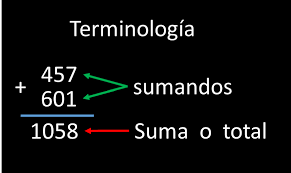 Terminología
457
+ 601 sumandos
1058 Suma o total